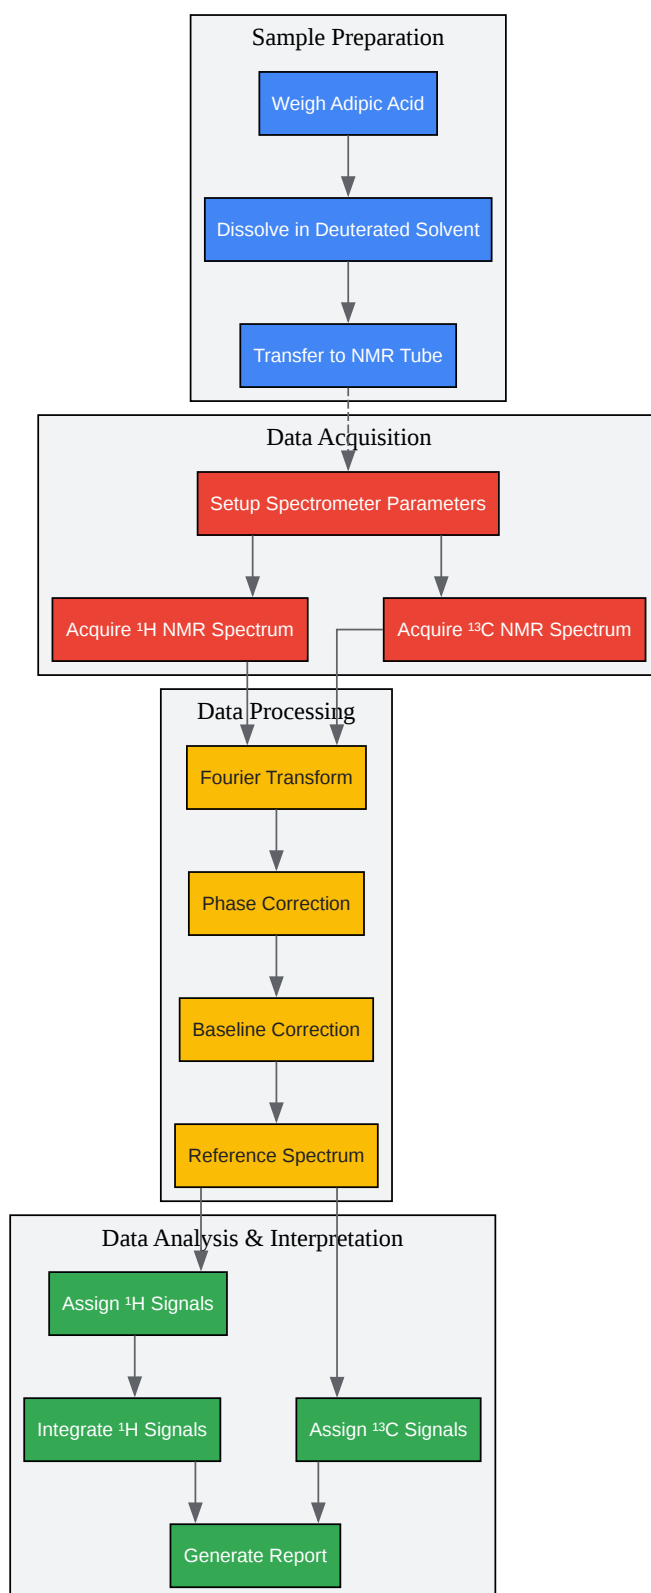 Sample Preparation
Weigh Adipic Acid
Dissolve in Deuterated Solvent
Transfer to NMR Tube
Data Acquisition
Setup Spectrometer Parameters
Acquire ¹H NMR Spectrum
Acquire ¹³C NMR Spectrum
Data Processing
Fourier Transform
Phase Correction
Baseline Correction
Reference Spectrum
Data Analysis & Interpretation
Assign ¹H Signals
Integrate ¹H Signals
Assign ¹³C Signals
Generate Report